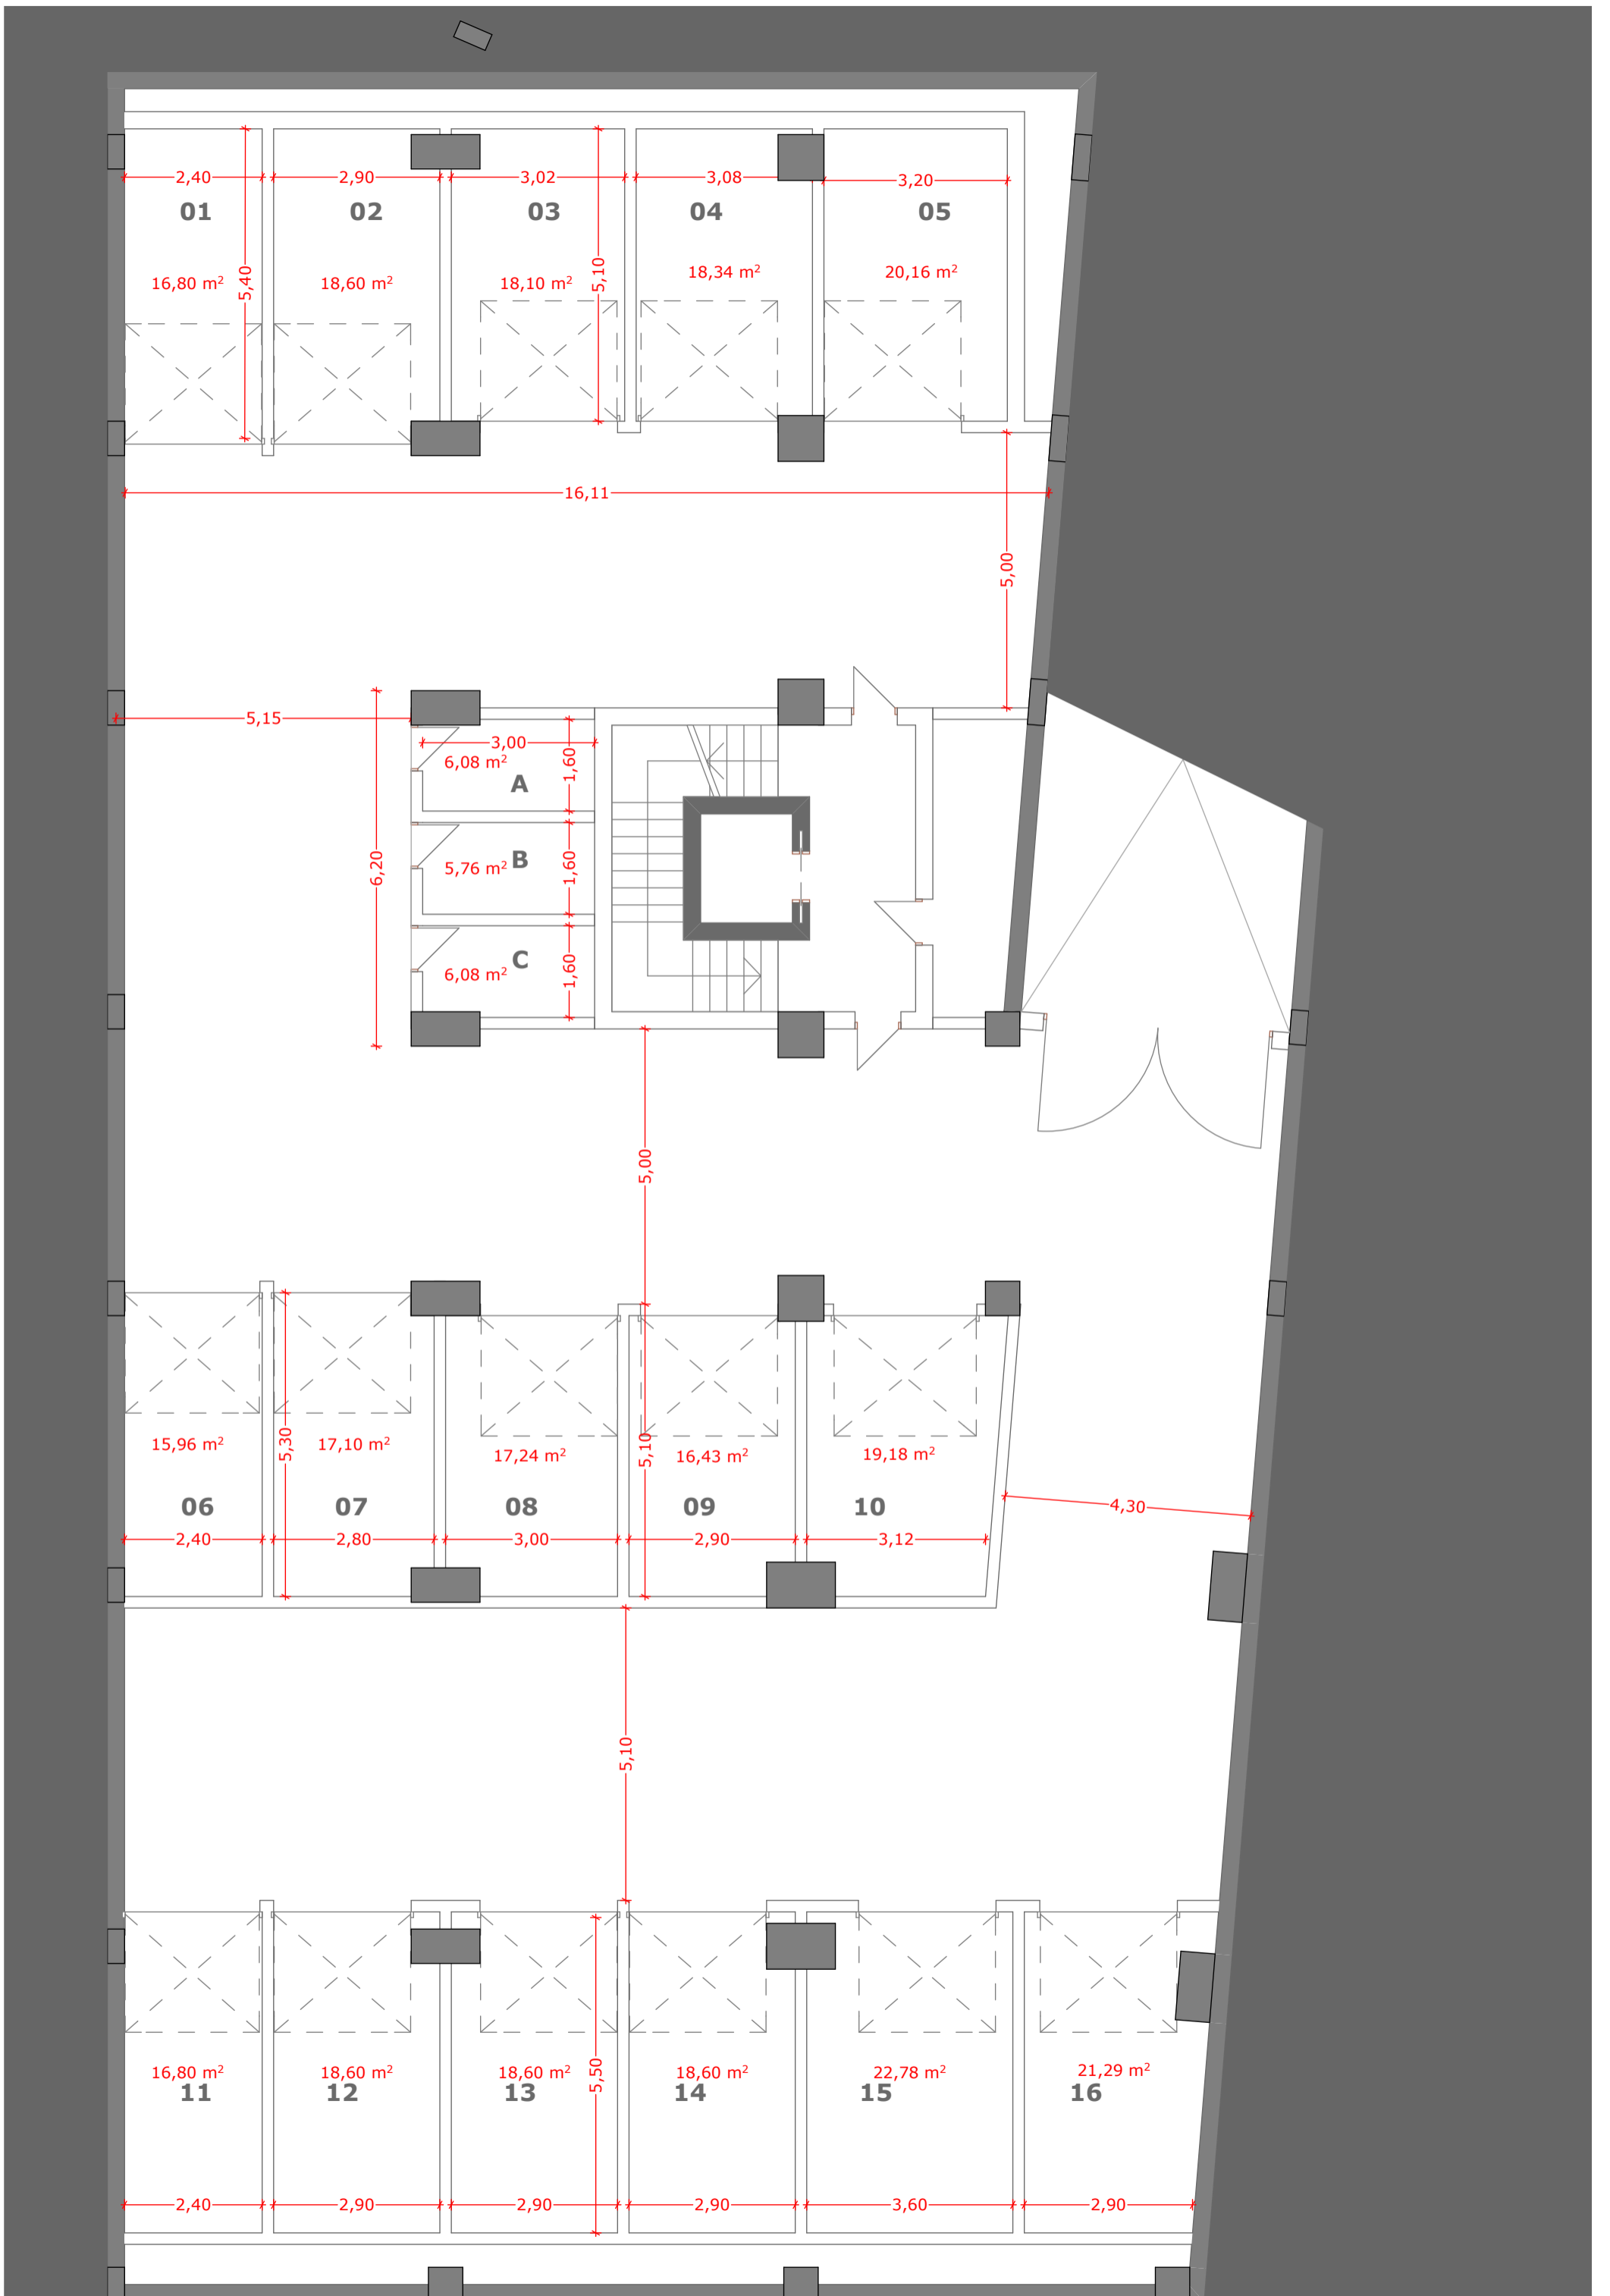 2,40 2,90 3,02 3,08 3,20
01 02 03 04 05
5,40 5,10
16,80 m² 18,60 m² 18,10 m² 18,34 m² 20,16 m²
16,11
5,00
5,15
3,00
6,08 m²
1,60
A
6,20
5,76 m²
B
1,60
6,08 m²
C
1,60
5,00
15,96 m² 17,10 m² 17,24 m² 16,43 m² 19,18 m²
5,30 5,10
06 07 08 09 10
4,30
2,40 2,80 3,00 2,90 3,12
5,10
16,80 m² 18,60 m² 18,60 m² 18,60 m² 22,78 m² 21,29 m²
5,50
11 12 13 14 15 16
2,40 2,90 2,90 2,90 3,60 2,90